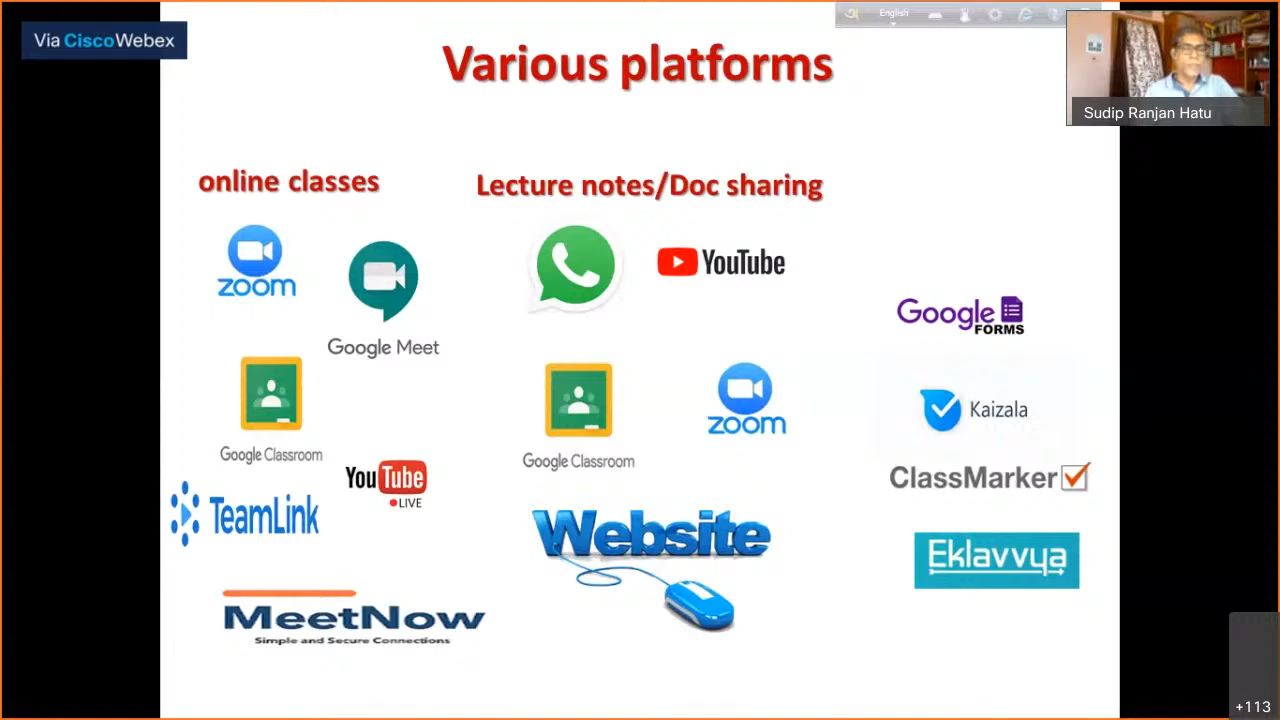 Via CiscoWebex
English
Sudip Ranjan Hatu
Various platforms
online classes
zoom
Google Meet
Google Classroom
YouTube
LIVE
TeamLink
MeetNow
Simple and Secure Connections
Lecture notes/Doc sharing
YouTube
Google Classroom
zoom
Website
Google
FORMS
Kaizala
ClassMarker
Eklavvya
+113